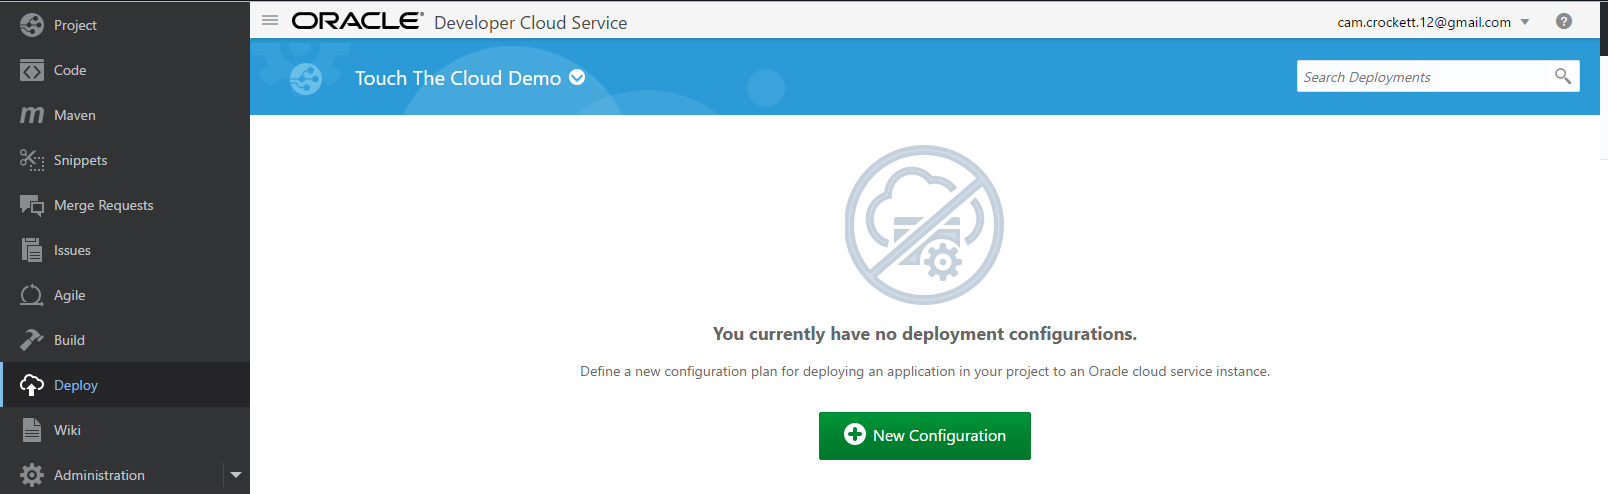 Project
Code
Maven
Snippets
Merge Requests
Issues
Agile
Build
Deploy
Wiki
Administration
ORACLE® Developer Cloud Service
cam.crockett.12@gmail.com
?
Touch The Cloud Demo
Search Deployments
You currently have no deployment configurations.
Define a new configuration plan for deploying an application in your project to an Oracle cloud service instance.
New Configuration